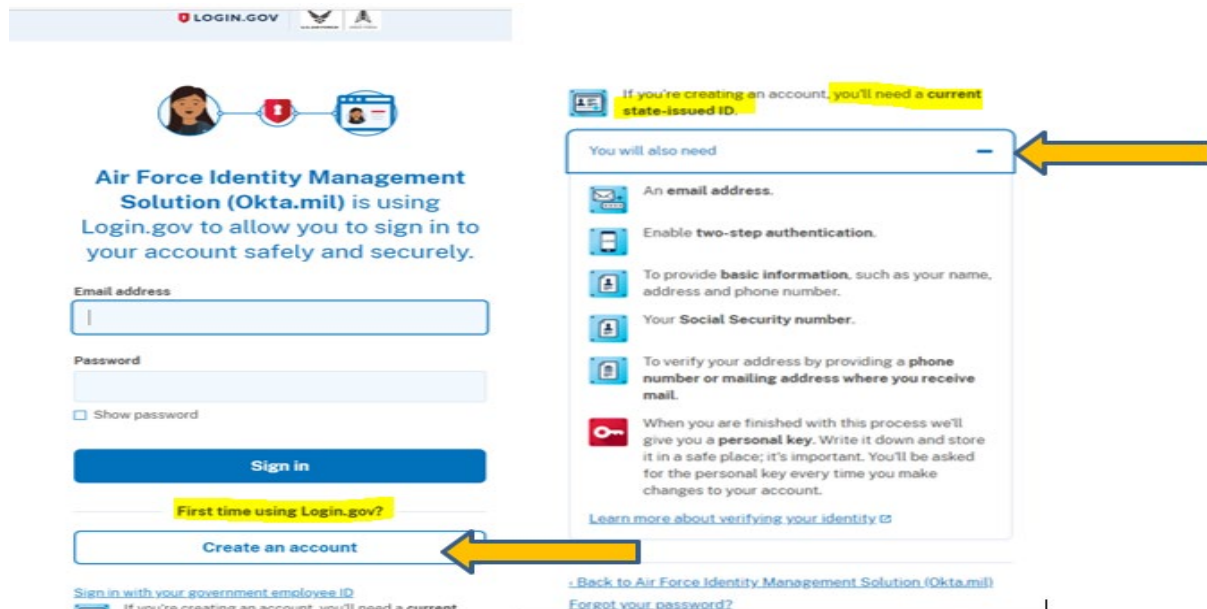 LOGIN.GOV
Air Force Identity Management
Solution (Okta.mil) is using
Login.gov to allow you to sign in to
your account safely and securely.
Email address
Password
Show password
Sign in
First time using Login.gov?
Create an account
Sign in with your government employee ID
If you're creating an account, you'll need a current
If you're creating an account, you'll need a current
state-issued ID.
You will also need
An email address.
Enable two-step authentication.
To provide basic information, such as your name,
address and phone number.
Your Social Security number.
To verify your address by providing a phone
number or mailing address where you receive
mail.
When you are finished with this process we'll
give you a personal key. Write it down and store
it in a safe place; it's important. You'll be asked
for the personal key every time you make
changes to your account.
Learn more about verifying your identity
‹ Back to Air Force Identity Management Solution (Okta.mil)
Forgot your password?